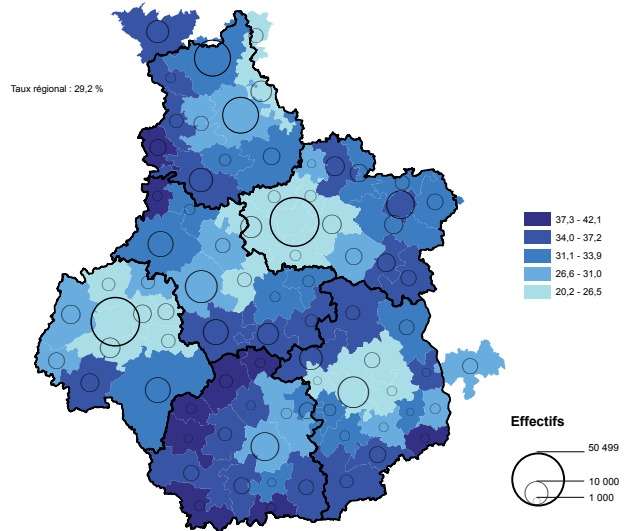 Taux régional : 29,2 %
37,3 - 42,1
34,0 - 37,2
31,1 - 33,9
26,6 - 31,0
20,2 - 26,5
Effectifs
50 499
10 000
1 000